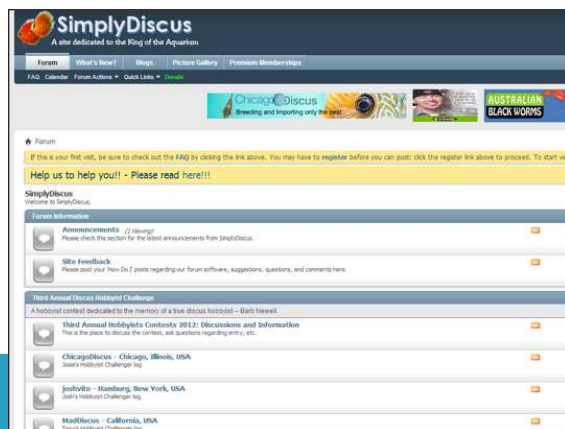 SimplyDiscus
A site dedicated to the King of the Aquarium
Forum What's New? Blogs Picture Gallery Premium Memberships
FAQ Calendar Forum Actions Quick Links Donate
Chicago Discus
Breeding and Importing only the best
AUSTRALIAN
BLACK WORMS
Forum
If this is your first visit, be sure to check out the FAQ by clicking the link above. You may have to register before you can post: click the register link above to proceed. To start
Help us to help you!! - Please read here!!!
SimplyDiscus
Welcome to SimplyDiscus.
Forum Information
Announcements (2 Viewing)
Please check this section for the latest announcements from SimplyDiscus.
Site Feedback
Please post your 'How Do I' posts regarding our forum software, suggestions, questions, and comments here.
Third Annual Discus Hobbyist Challenge
A hobbyist contest dedicated to the memory of a true discus hobbyist -- Barb Newell
Third Annual Hobbyists Contests 2012: Discussions and Information
This is the place to discuss the contest, ask questions regarding entry, etc.
ChicagoDiscus - Chicago, Illinois, USA
Jose's Hobbyist Challenger log
joshvito - Hamburg, New York, USA
Josh's Hobbyist Challenger log
MadDiscus - California, USA
Tony's Hobbyist Challenger log